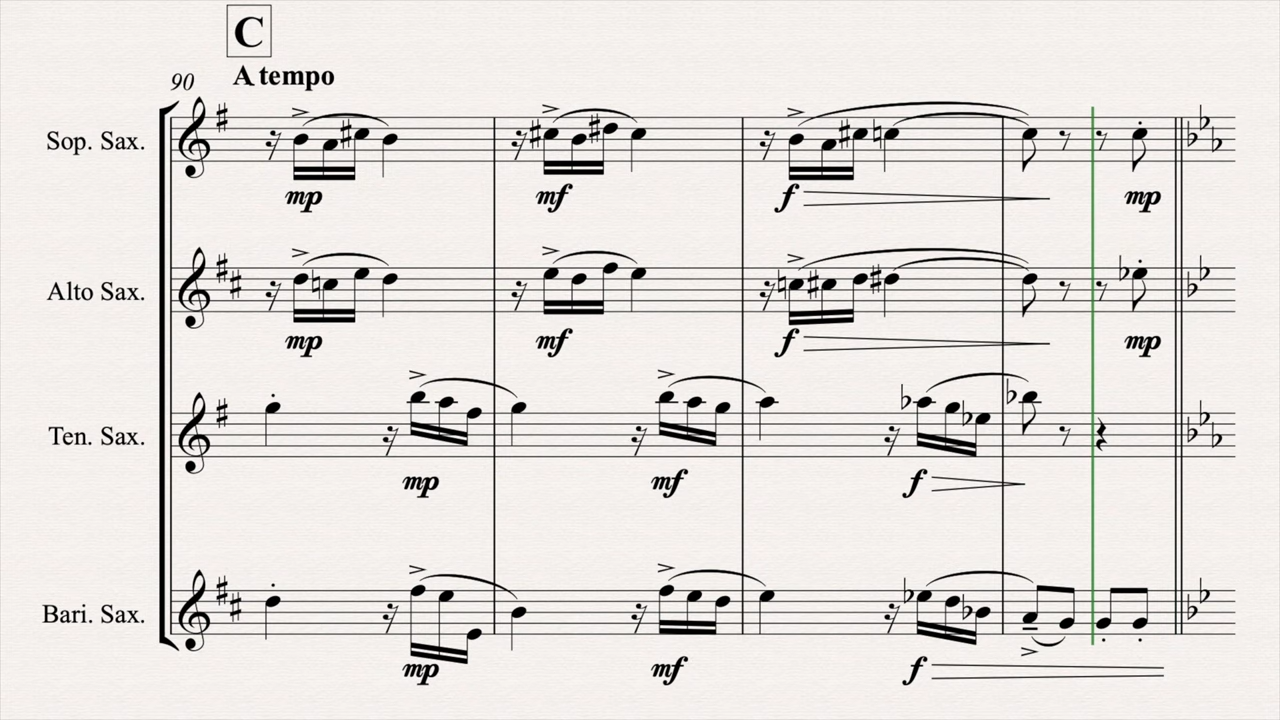 C
90 A tempo
Sop. Sax.
mp mf f mp
Alto Sax.
mp mf f mp
Ten. Sax.
mp mf f
Bari. Sax.
mp mf f